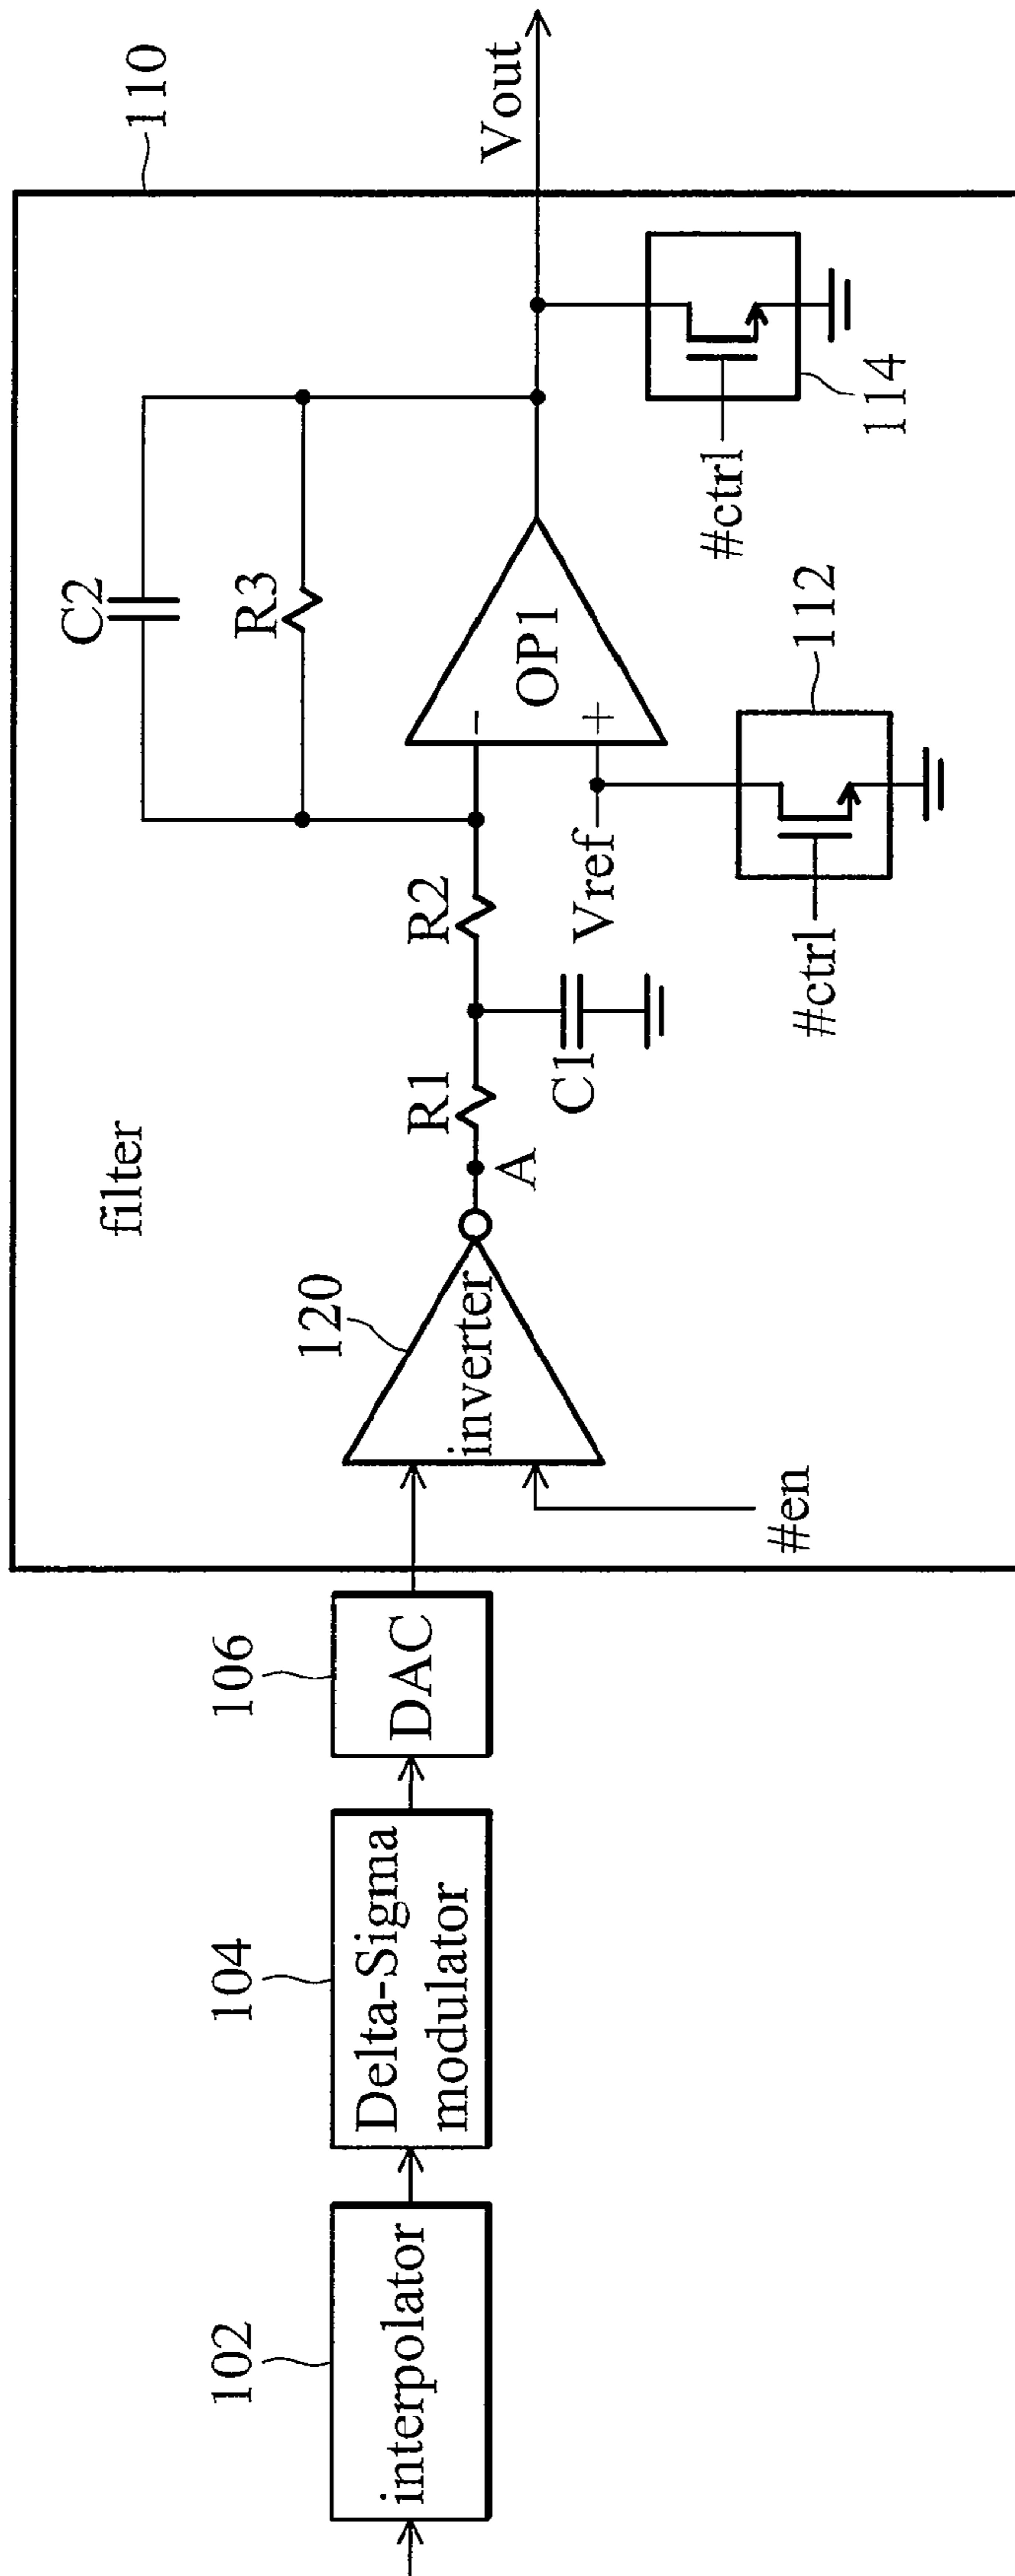 102
interpolator
104
Delta-Sigma
modulator
106
DAC
110
filter
120
inverter
#en
A
R1
C1
R2
Vref
C2
R3
−
+
OP1
#ctrl
112
#ctrl
114
Vout